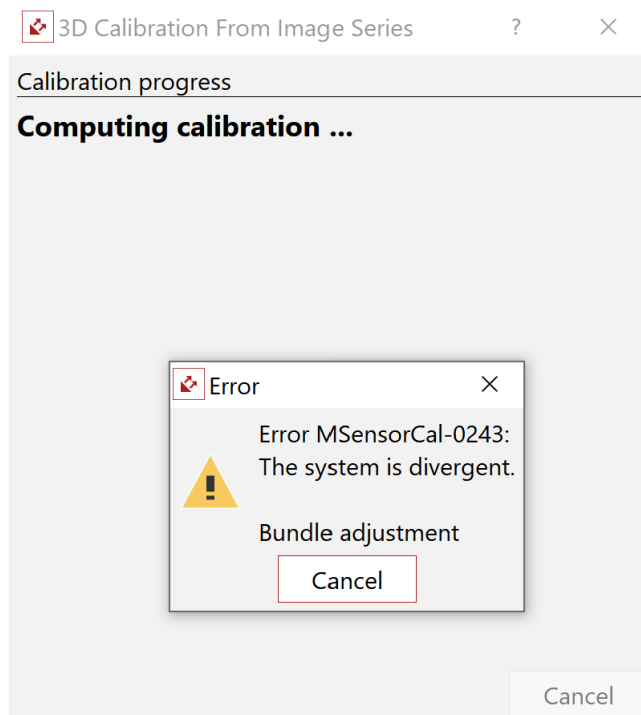 3D Calibration From Image Series ?
Calibration progress
Computing calibration ...
Error
Error MSensorCal-0243:
The system is divergent.
Bundle adjustment
Cancel
Cancel